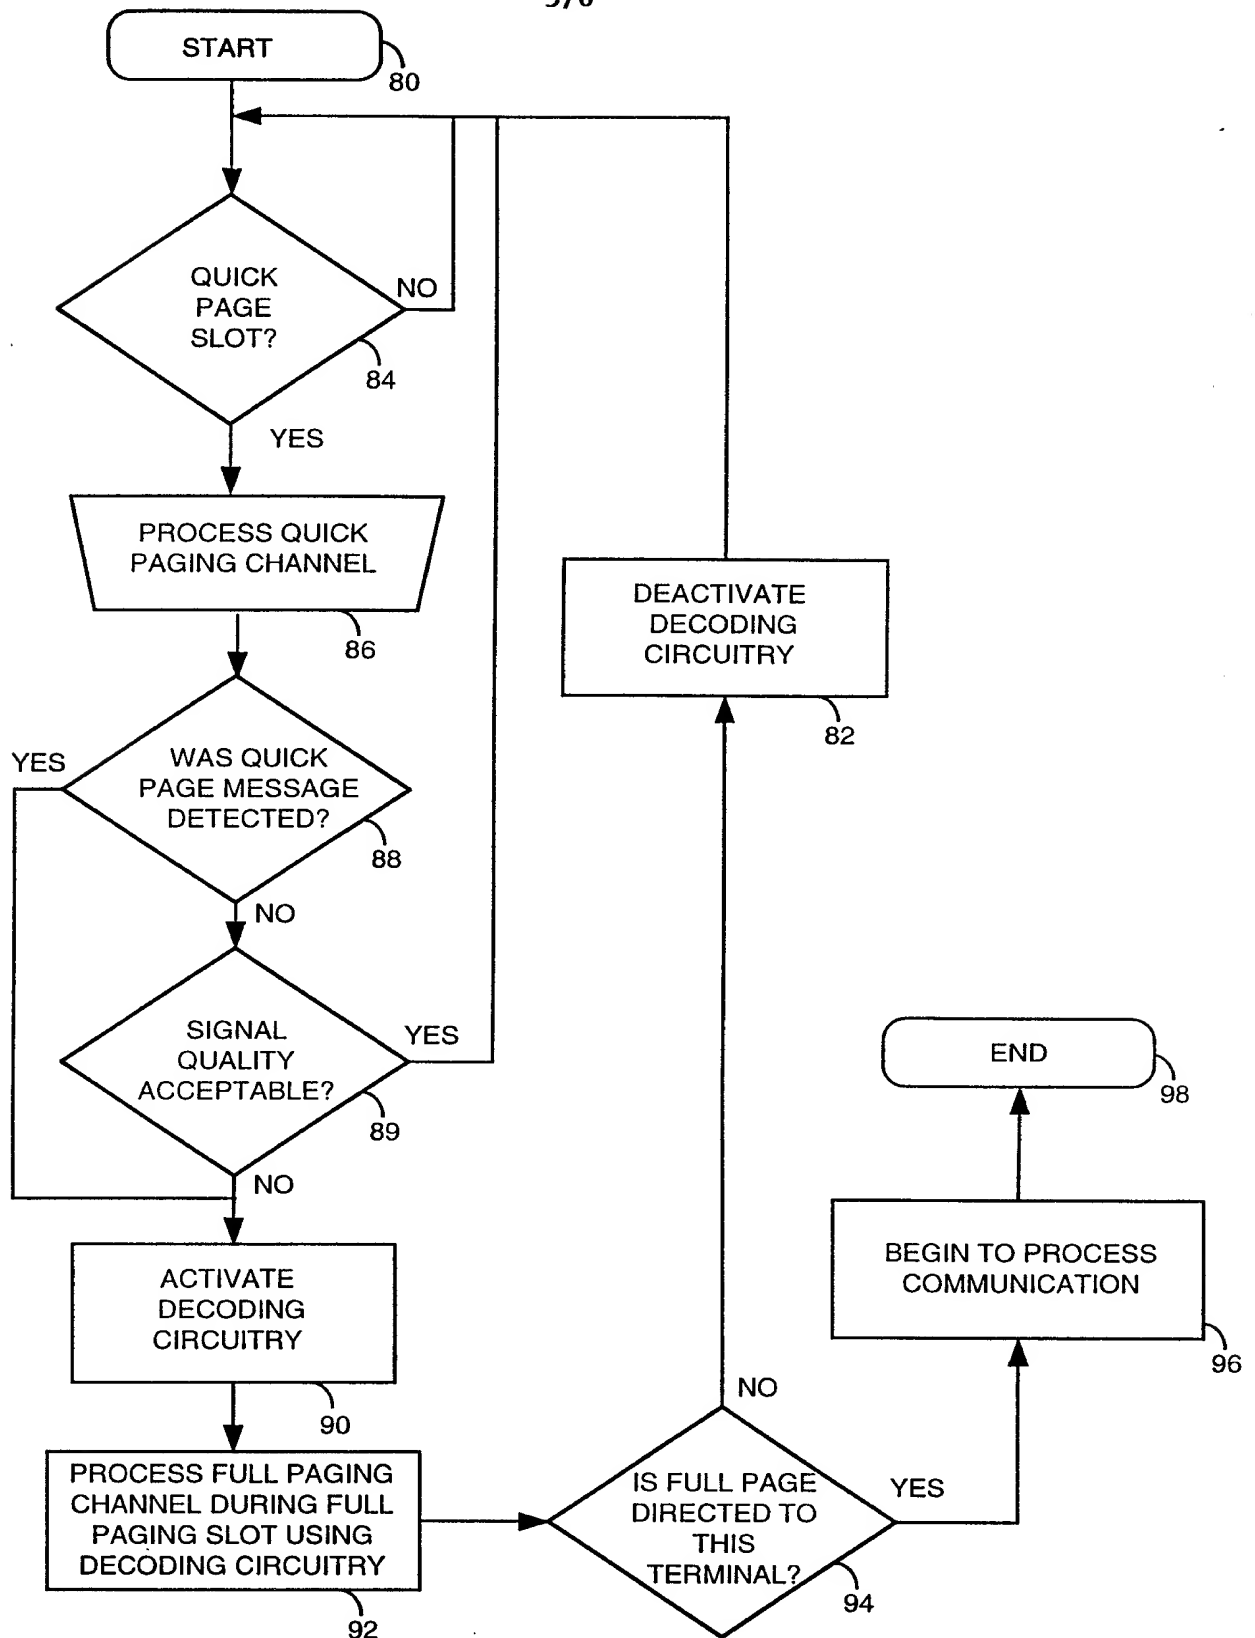 START
80
QUICK
PAGE
SLOT?
NO
84
YES
PROCESS QUICK
PAGING CHANNEL
86
WAS QUICK
PAGE MESSAGE
DETECTED?
YES
88
NO
SIGNAL
QUALITY
ACCEPTABLE?
YES
89
NO
ACTIVATE
DECODING
CIRCUITRY
90
PROCESS FULL PAGING
CHANNEL DURING FULL
PAGING SLOT USING
DECODING CIRCUITRY
92
IS FULL PAGE
DIRECTED TO
THIS
TERMINAL?
94
NO
DEACTIVATE
DECODING
CIRCUITRY
82
YES
BEGIN TO PROCESS
COMMUNICATION
96
END
98